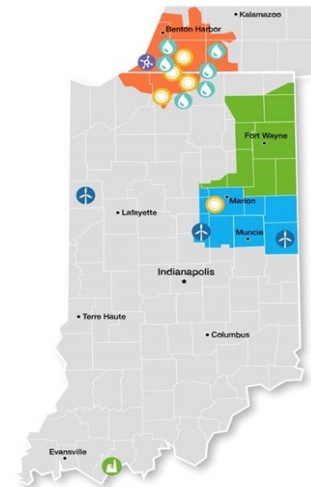 Kalamazoo
Benton Harbor
Fort Wayne
Marion
Lafayette
Muncie
Indianapolis
Terre Haute
Columbus
Evansville